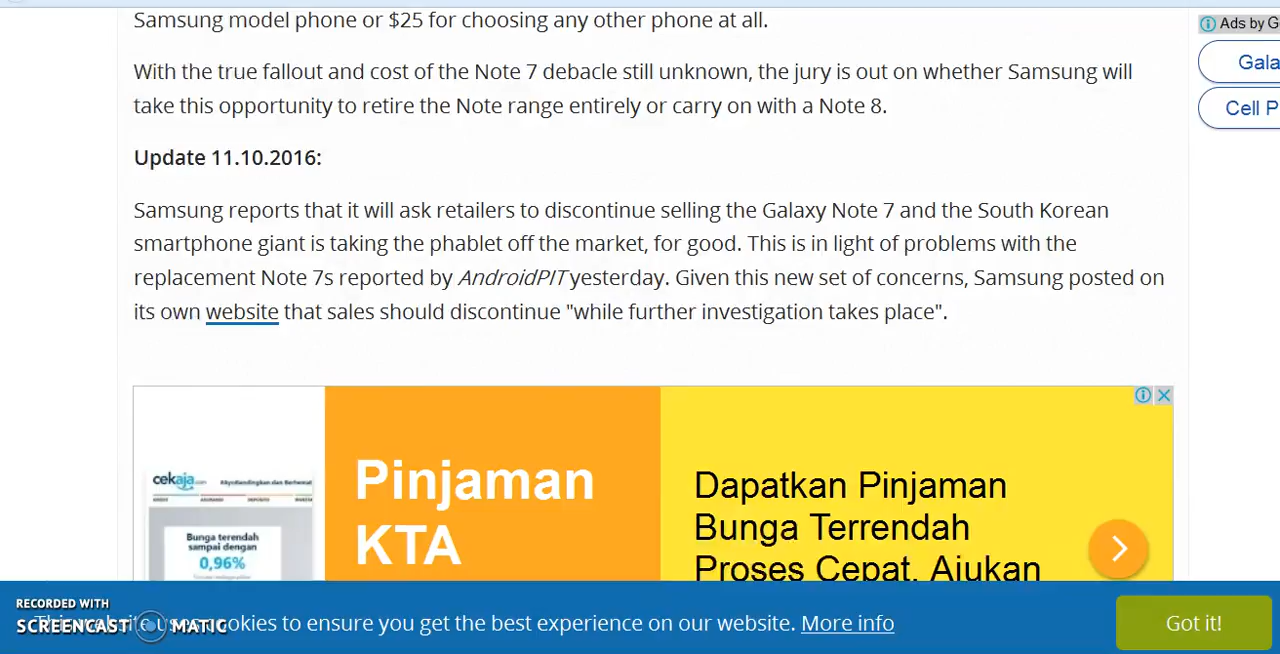 Samsung model phone or $25 for choosing any other phone at all.
With the true fallout and cost of the Note 7 debacle still unknown, the jury is out on whether Samsung will
take this opportunity to retire the Note range entirely or carry on with a Note 8.
Update 11.10.2016:
Samsung reports that it will ask retailers to discontinue selling the Galaxy Note 7 and the South Korean
smartphone giant is taking the phablet off the market, for good. This is in light of problems with the
replacement Note 7s reported by AndroidPIT yesterday. Given this new set of concerns, Samsung posted on
its own website that sales should discontinue "while further investigation takes place".
Ads by G
Gala
Cell P
cekaja.com
Bunga terendah
sampai dengan
0,96%
Pinjaman
KTA
Dapatkan Pinjaman
Bunga Terrendah
Proses Cepat, Ajukan
RECORDED WITH
SCREENCAST MATIC
This website uses cookies to ensure you get the best experience on our website. More info
Got it!